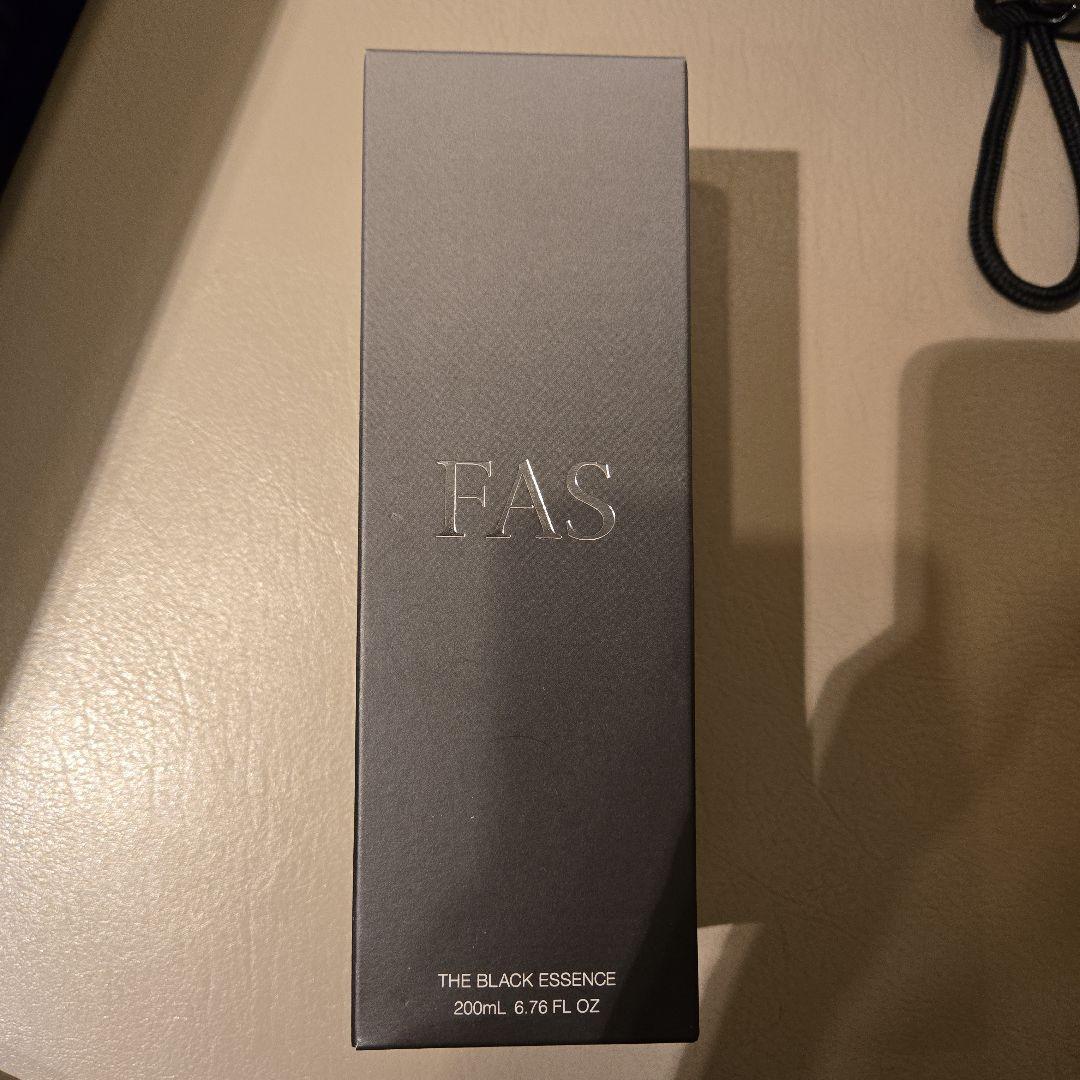 FAS
THE BLACK ESSENCE
200mL 6.76 FL OZ